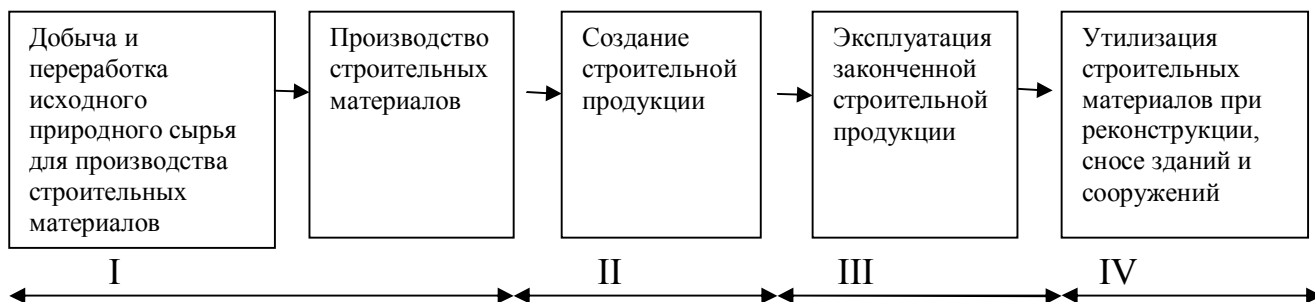 Добыча и
переработка
исходного
природного сырья
для производства
строительных
материалов
Производство
строительных
материалов
Создание
строительной
продукции
Эксплуатация
законченной
строительной
продукции
Утилизация
строительных
материалов при
реконструкции,
сносе зданий и
сооружений
I
II
III
IV